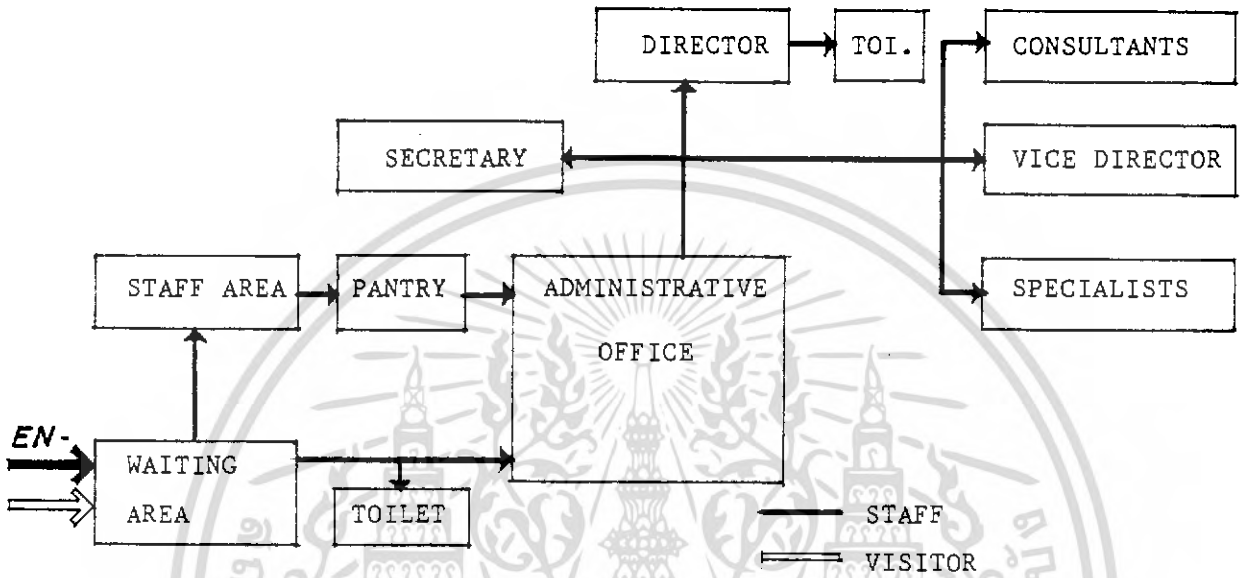 DIRECTOR
TOI.
CONSULTANTS
SECRETARY
VICE DIRECTOR
STAFF AREA
PANTRY
ADMINISTRATIVE
OFFICE
SPECIALISTS
EN-
WAITING
AREA
TOILET
STAFF
VISITOR